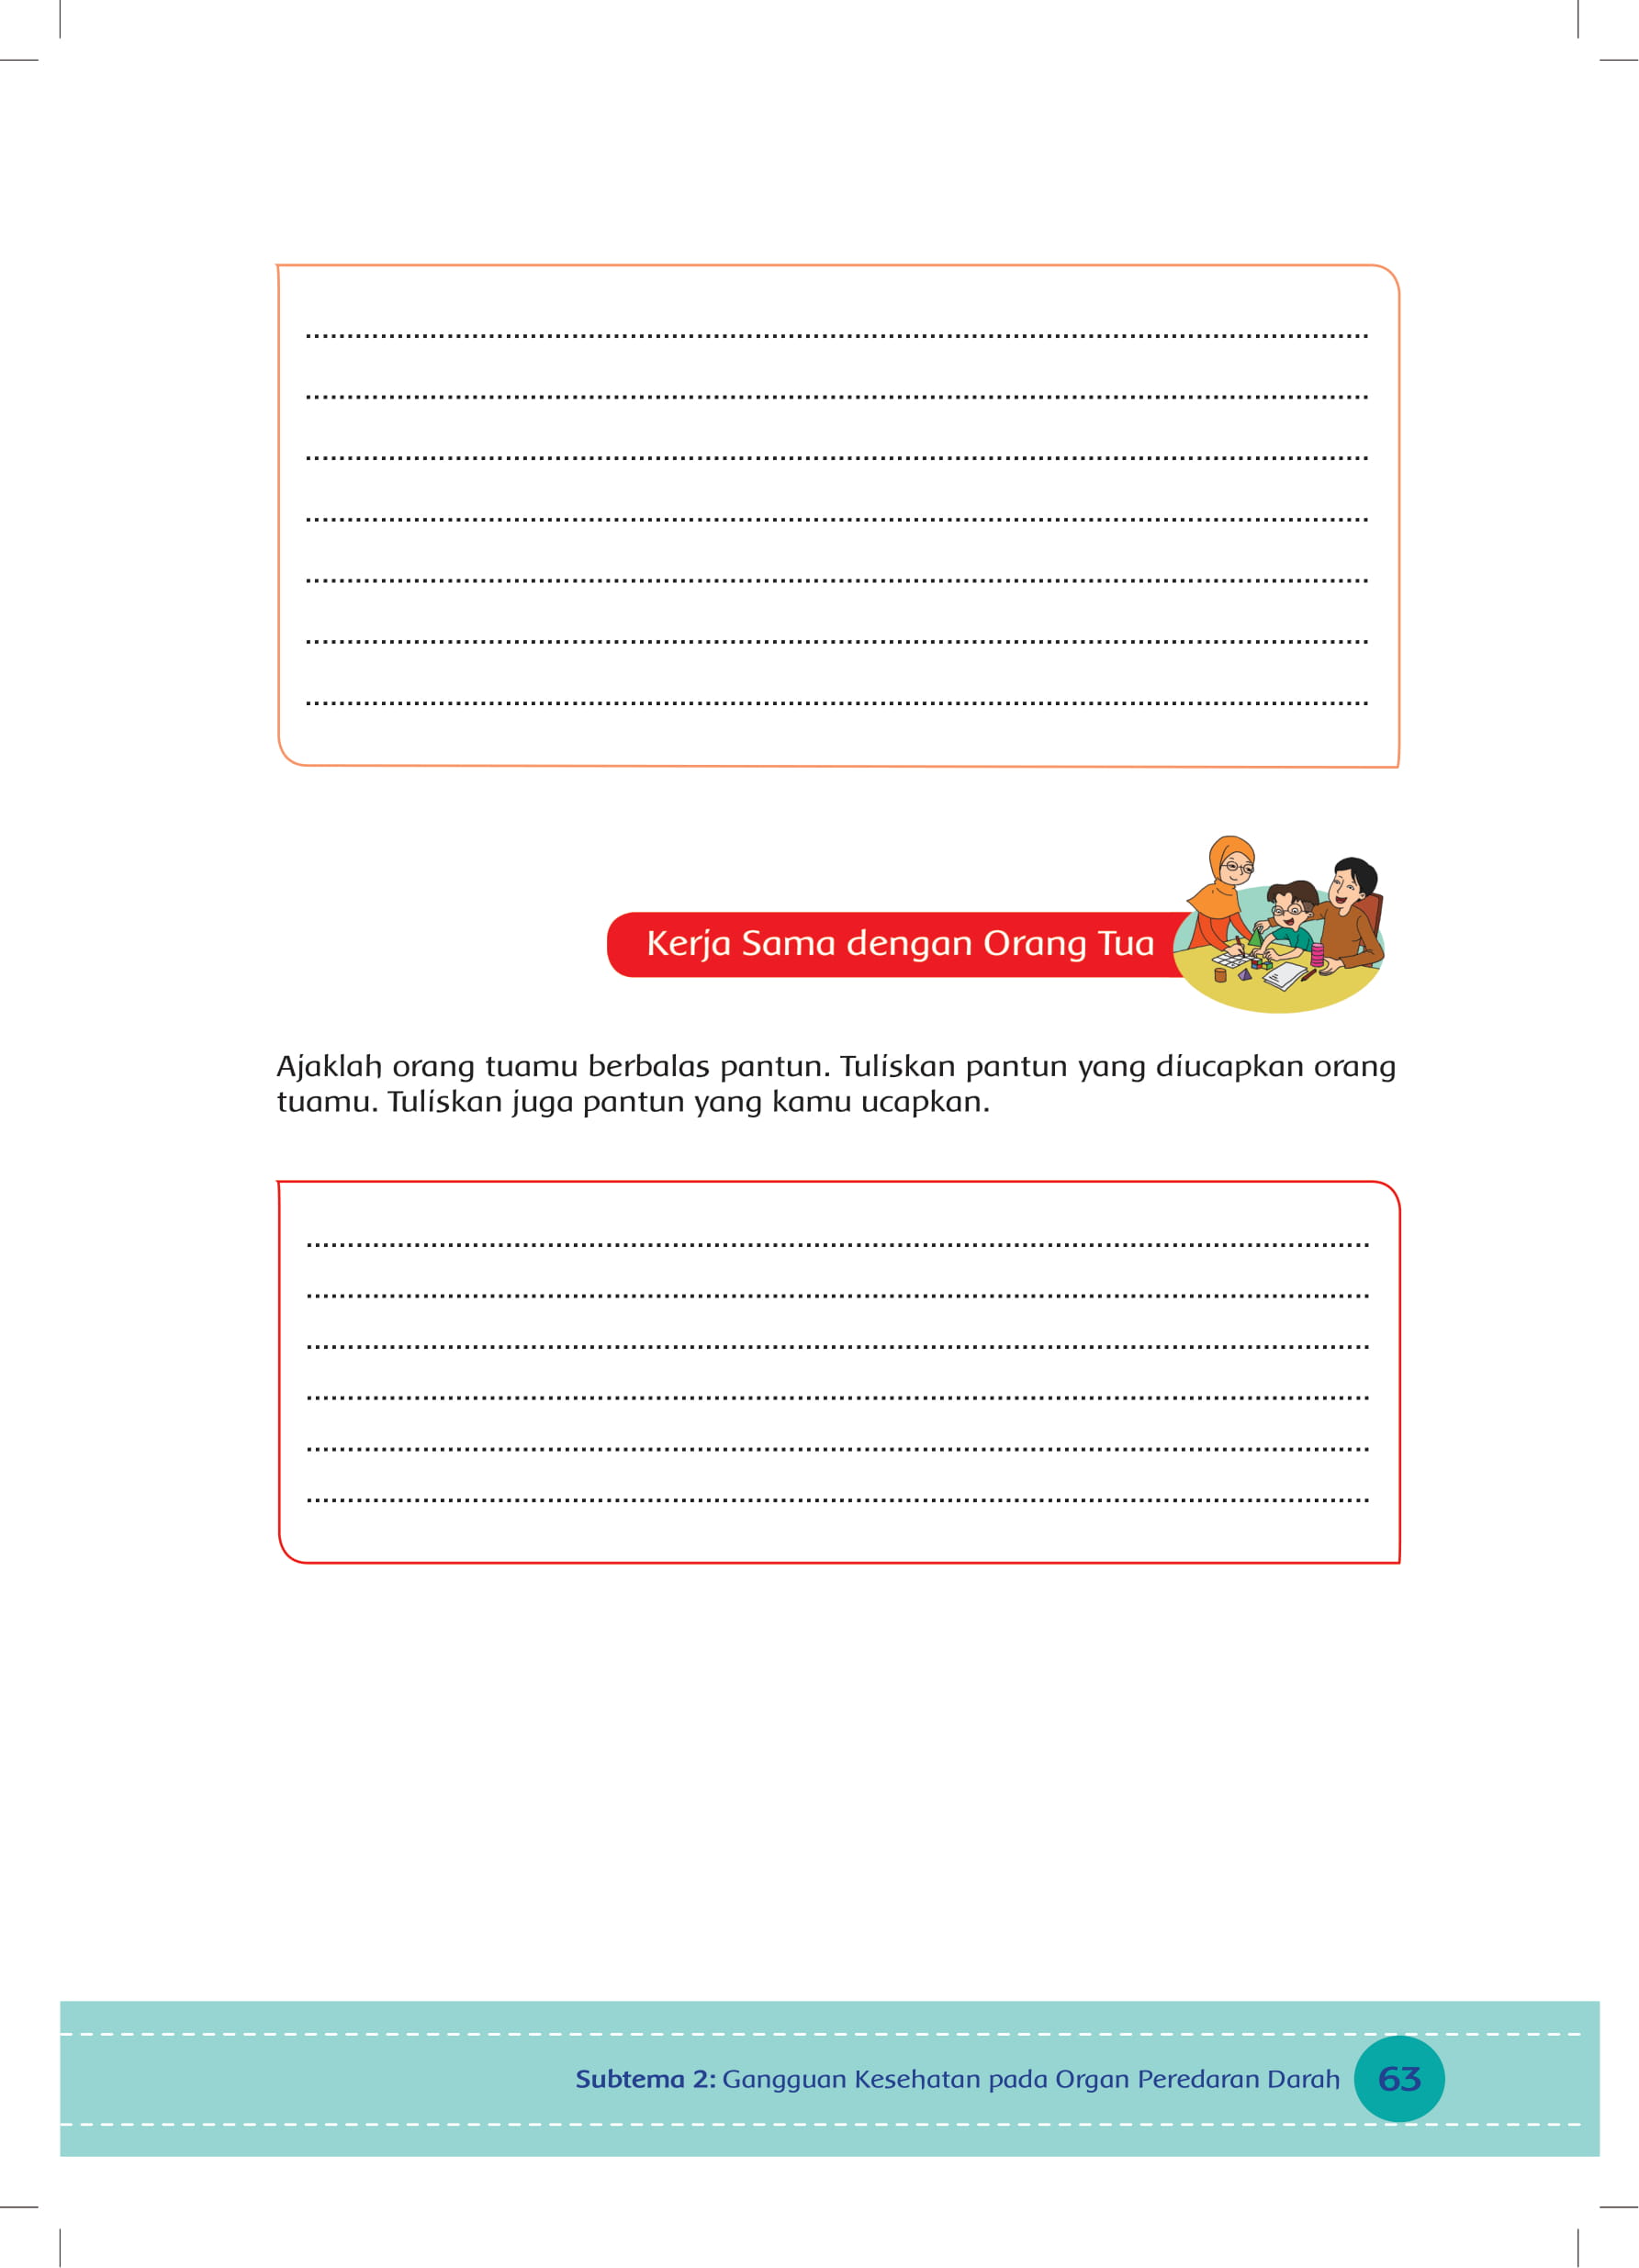 Kerja Sama dengan Orang Tua
Ajaklah orang tuamu berbalas pantun. Tuliskan pantun yang diucapkan orang
tuamu. Tuliskan juga pantun yang kamu ucapkan.
Subtema 2: Gangguan Kesehatan pada Organ Peredaran Darah 63